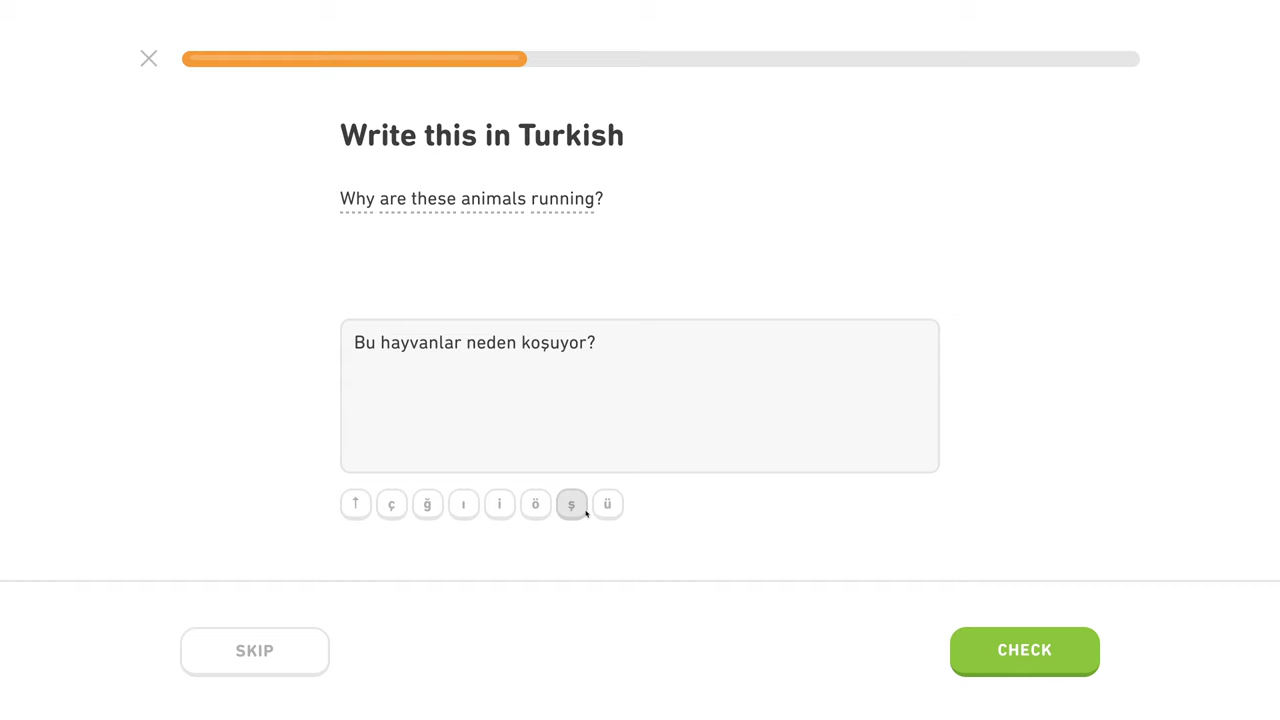 Write this in Turkish
Why are these animals running?
Bu hayvanlar neden koşuyor?
↑ ç ğ ı i ö ş ü
SKIP
CHECK